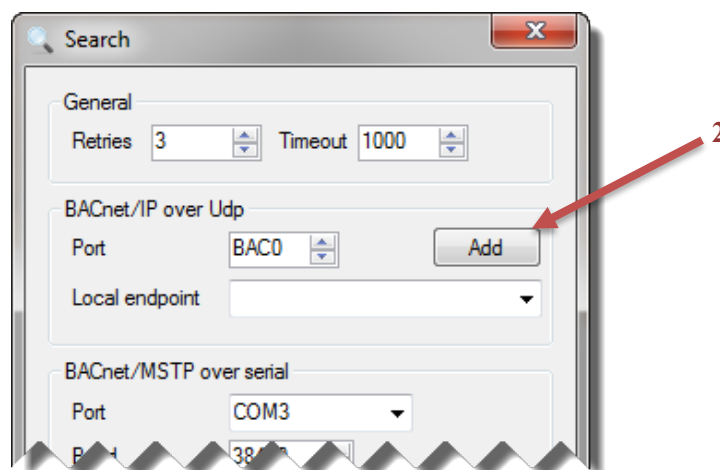 Search
General
Retries 3 Timeout 1000
2
BACnet/IP over Udp
Port BAC0 Add
Local endpoint
BACnet/MSTP over serial
Port COM3